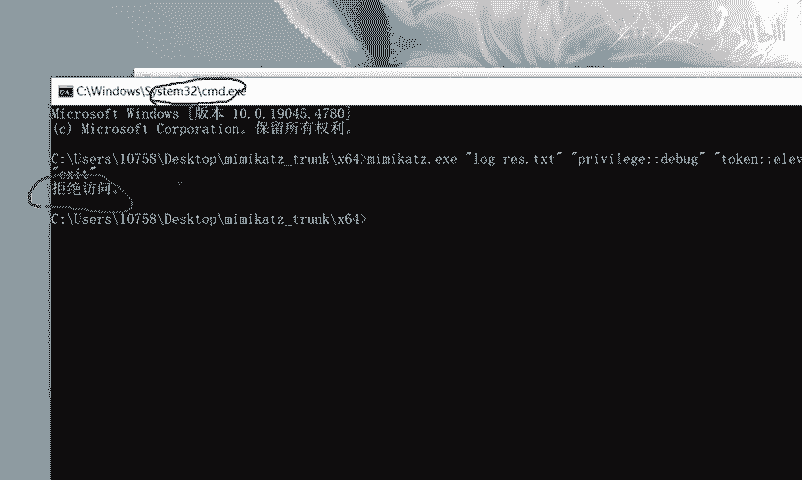 bilibili
C:\Windows\System32\cmd.exe
Microsoft Windows [版本 10.0.19045.4780]
(c) Microsoft Corporation。保留所有权利。
C:\Users\10758\Desktop\mimikatz_trunk\x64>mimikatz.exe "log res.txt" "privilege::debug" "token::elev
"exit"
拒绝访问。
C:\Users\10758\Desktop\mimikatz_trunk\x64>